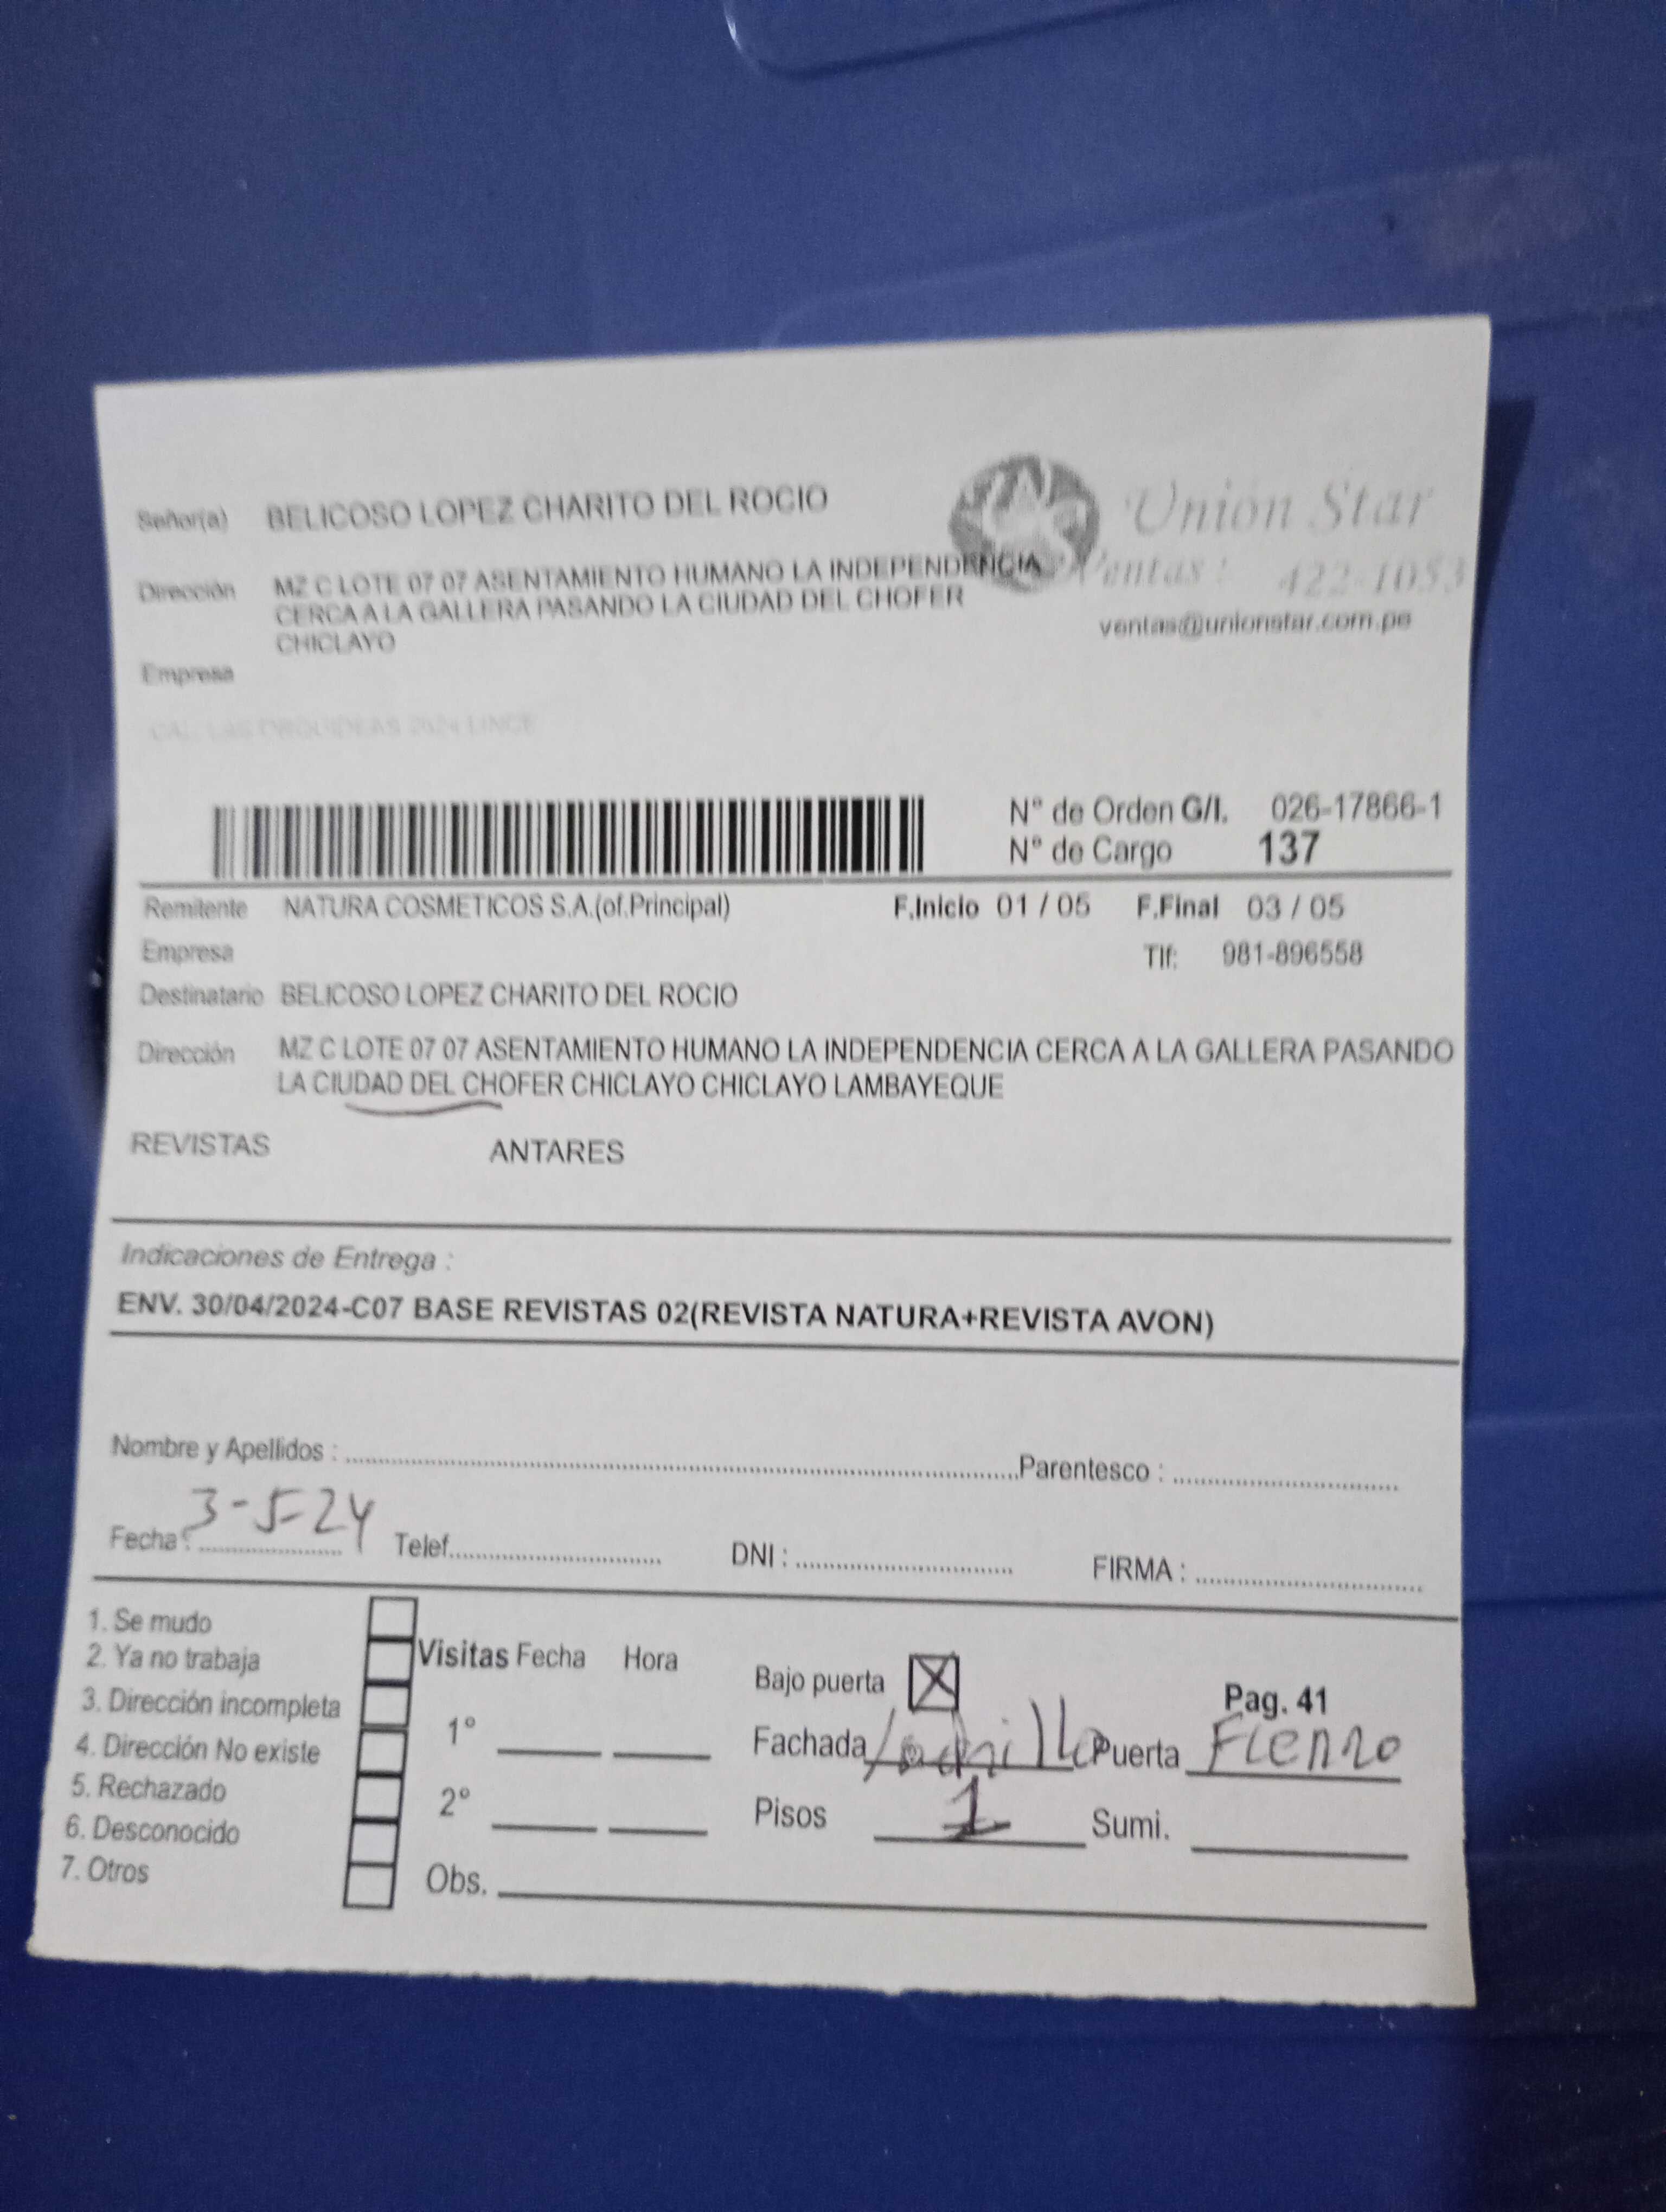 Señor(a) BELICOSO LOPEZ CHARITO DEL ROCIO
Union Star
Dirección MZ C LOTE 07 07 ASENTAMIENTO HUMANO LA INDEPENDENCIA
Ventas : 422-1053
CERCA A LA GALLERA PASANDO LA CIUDAD DEL CHOFER
ventas@unionstar.com.pe
CHICLAYO
Empresa
CAL. LAS ORQUIDEAS LINCE
N° de Orden G/I. 026-17866-1
N° de Cargo 137
Remitente NATURA COSMETICOS S.A.(of.Principal) F.Inicio 01 / 05 F.Final 03 / 05
Empresa Tlf: 981-896558
Destinatario BELICOSO LOPEZ CHARITO DEL ROCIO
Dirección MZ C LOTE 07 07 ASENTAMIENTO HUMANO LA INDEPENDENCIA CERCA A LA GALLERA PASANDO
LA CIUDAD DEL CHOFER CHICLAYO CHICLAYO LAMBAYEQUE
REVISTAS ANTARES
Indicaciones de Entrega :
ENV. 30/04/2024-C07 BASE REVISTAS 02(REVISTA NATURA+REVISTA AVON)
Nombre y Apellidos : Parentesco :
Fecha : 3-5-24 Telef. DNI : FIRMA :
1. Se mudo
2. Ya no trabaja
3. Dirección incompleta
4. Dirección No existe
5. Rechazado
6. Desconocido
7. Otros
Visitas Fecha Hora
1°
2°
Obs.
Bajo puerta X
Pag. 41
Fachada Ladrillo Puerta Fierro
Pisos 1 Sumi.